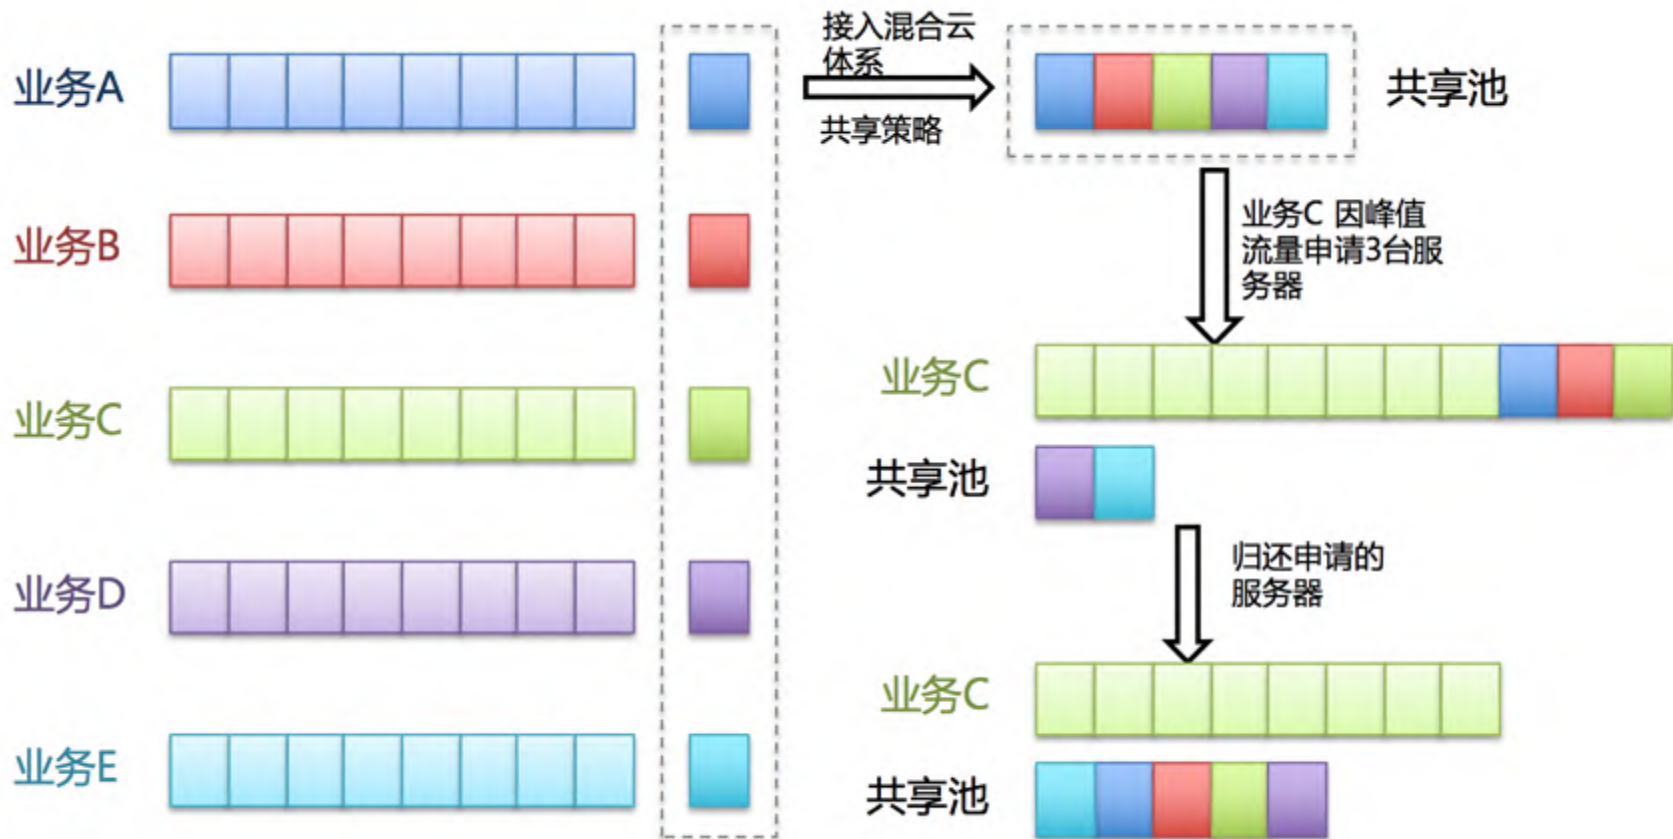 业务A
业务B
业务C
业务D
业务E
接入混合云
体系
共享策略
共享池
业务C 因峰值
流量申请3台服
务器
业务C
共享池
归还申请的
服务器
业务C
共享池